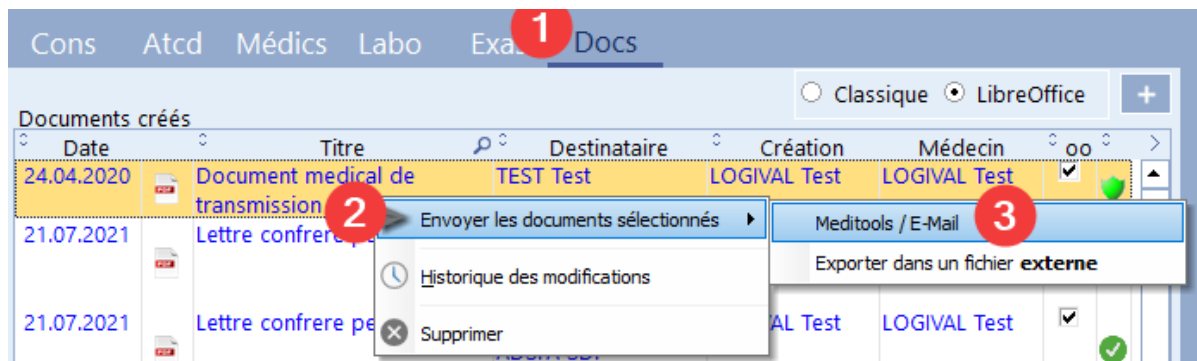 Cons Atcd Médics Labo Exa 1 Docs
Classique LibreOffice +
Documents créés
Date Titre Destinataire Création Médecin oo
24.04.2020 PDF Document medical de TEST Test LOGIVAL Test LOGIVAL Test
transmission
2 Envoyer les documents sélectionnés Meditools / E-Mail 3
21.07.2021 PDF Lettre confrere pe
Exporter dans un fichier externe
Historique des modifications
21.07.2021 PDF Lettre confrere pe AL Test LOGIVAL Test
Supprimer